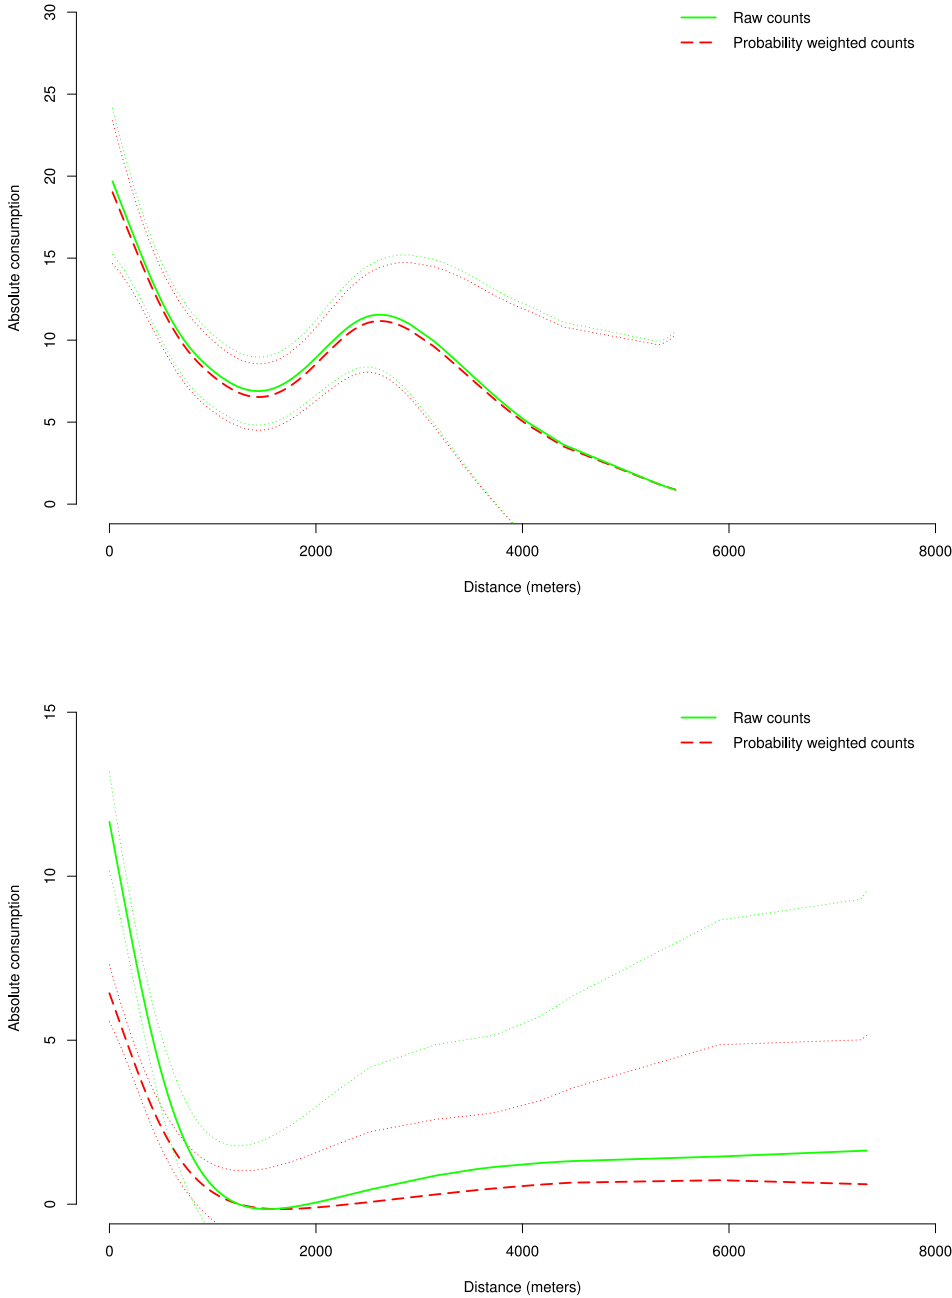 30
25
20
15
10
5
0
Absolute consumption
Raw counts
Probability weighted counts
0 2000 4000 6000 8000
Distance (meters)
15
10
5
0
Absolute consumption
Raw counts
Probability weighted counts
0 2000 4000 6000 8000
Distance (meters)